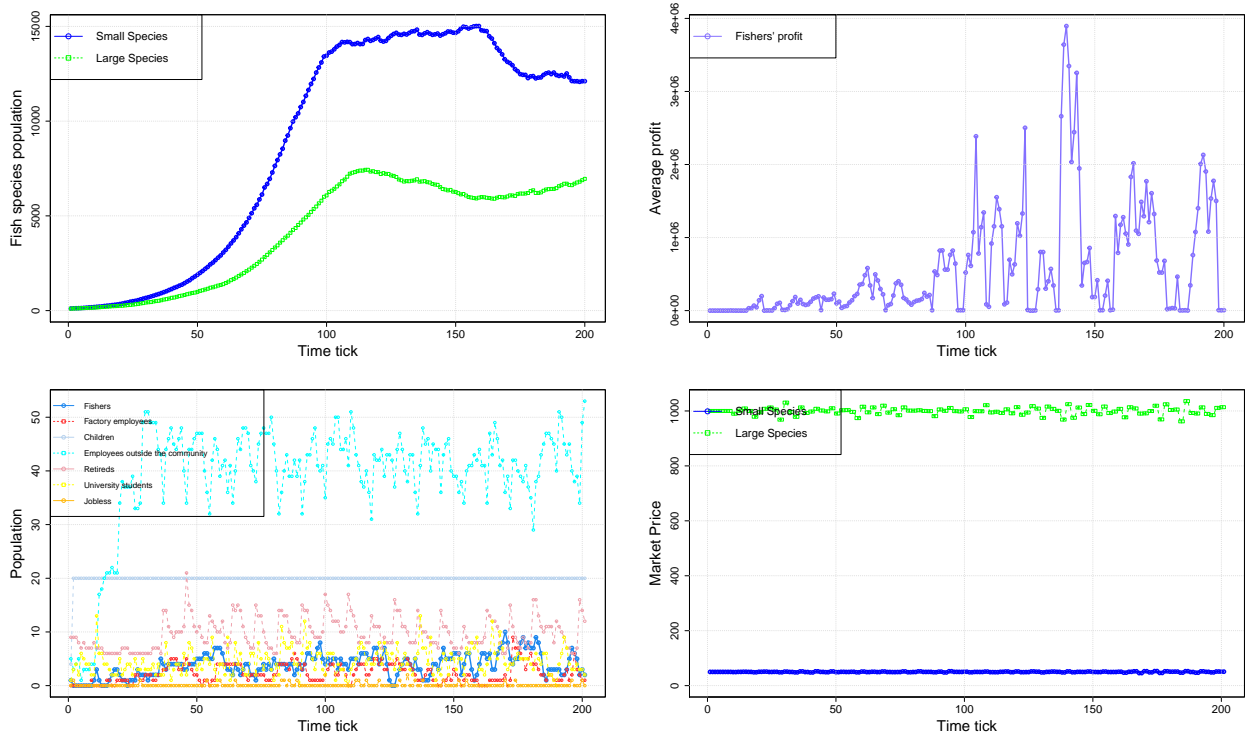 Small Species
Large Species
Fish species population
0
5000
10000
15000
0
50
100
150
200
Time tick
Fishers' profit
Average profit
0e+00
1e+06
2e+06
3e+06
4e+06
0
50
100
150
200
Time tick
Fishers
Factory employees
Children
Employees outside the community
Retireds
University students
Jobless
Population
0
10
20
30
40
50
0
50
100
150
200
Time tick
Small Species
Large Species
Market Price
0
200
400
600
800
1000
0
50
100
150
200
Time tick